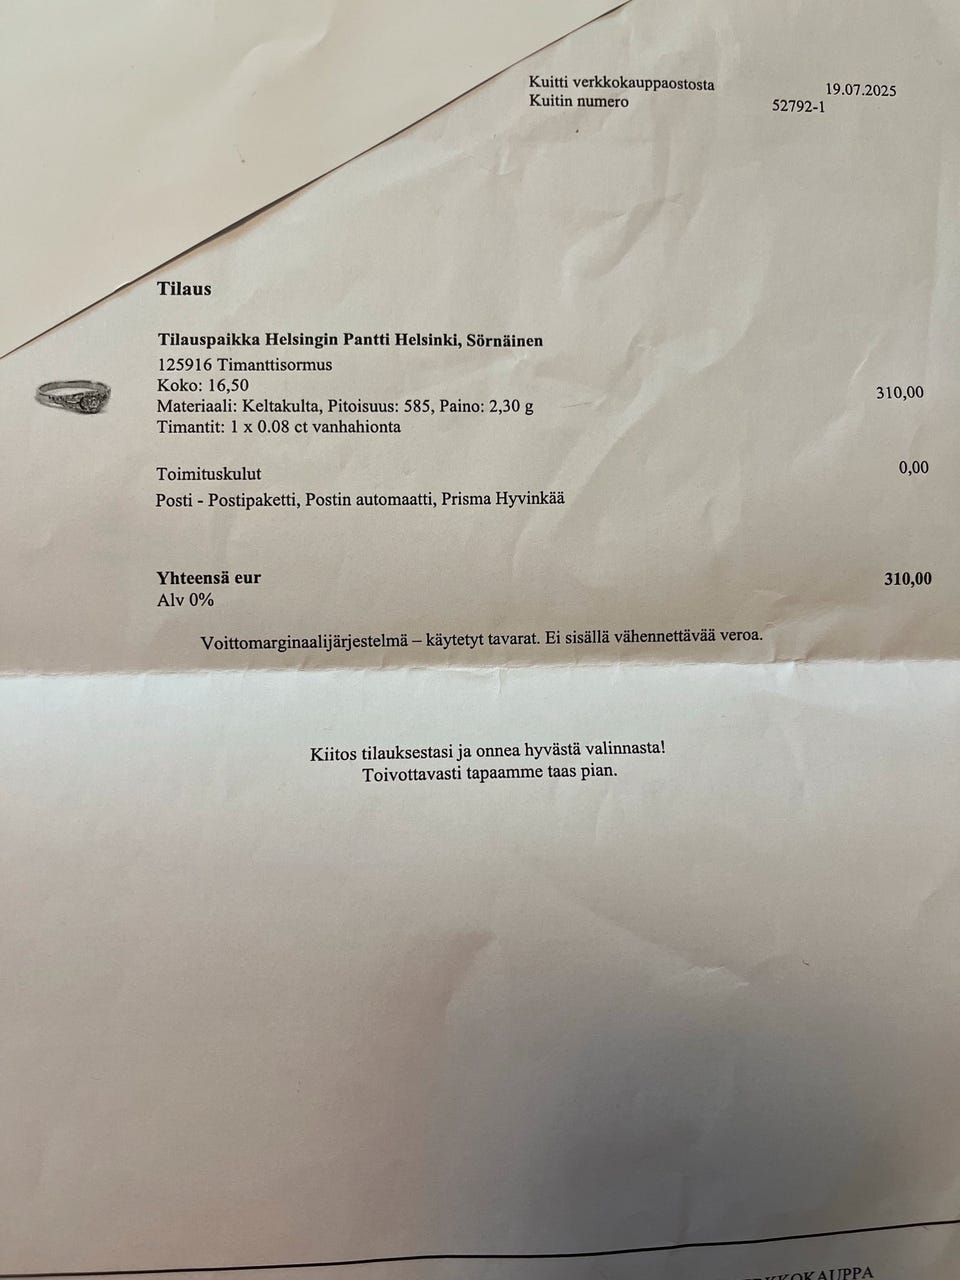 Kuitti verkkokauppaostosta 19.07.2025
Kuitin numero 52792-1
Tilaus
Tilauspaikka Helsingin Pantti Helsinki, Sörnäinen
125916 Timanttisormus
Koko: 16,50
Materiaali: Keltakulta, Pitoisuus: 585, Paino: 2,30 g 310,00
Timantit: 1 x 0.08 ct vanhahionta
Toimituskulut 0,00
Posti - Postipaketti, Postin automaatti, Prisma Hyvinkää
Yhteensä eur 310,00
Alv 0%
Voittomarginaalijärjestelmä – käytetyt tavarat. Ei sisällä vähennettävää veroa.
Kiitos tilauksestasi ja onnea hyvästä valinnasta!
Toivottavasti tapaamme taas pian.